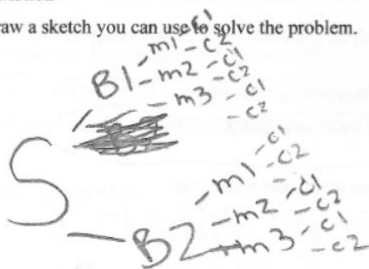 raw a sketch you can use to solve the problem.
c1
m1 - c2
B1 - m2 - c1
- c2
- m3 - c1
- c2
S
c1
- m1 - c2
- B2 - m2 - c1
- c2
- m3 - c1
- c2